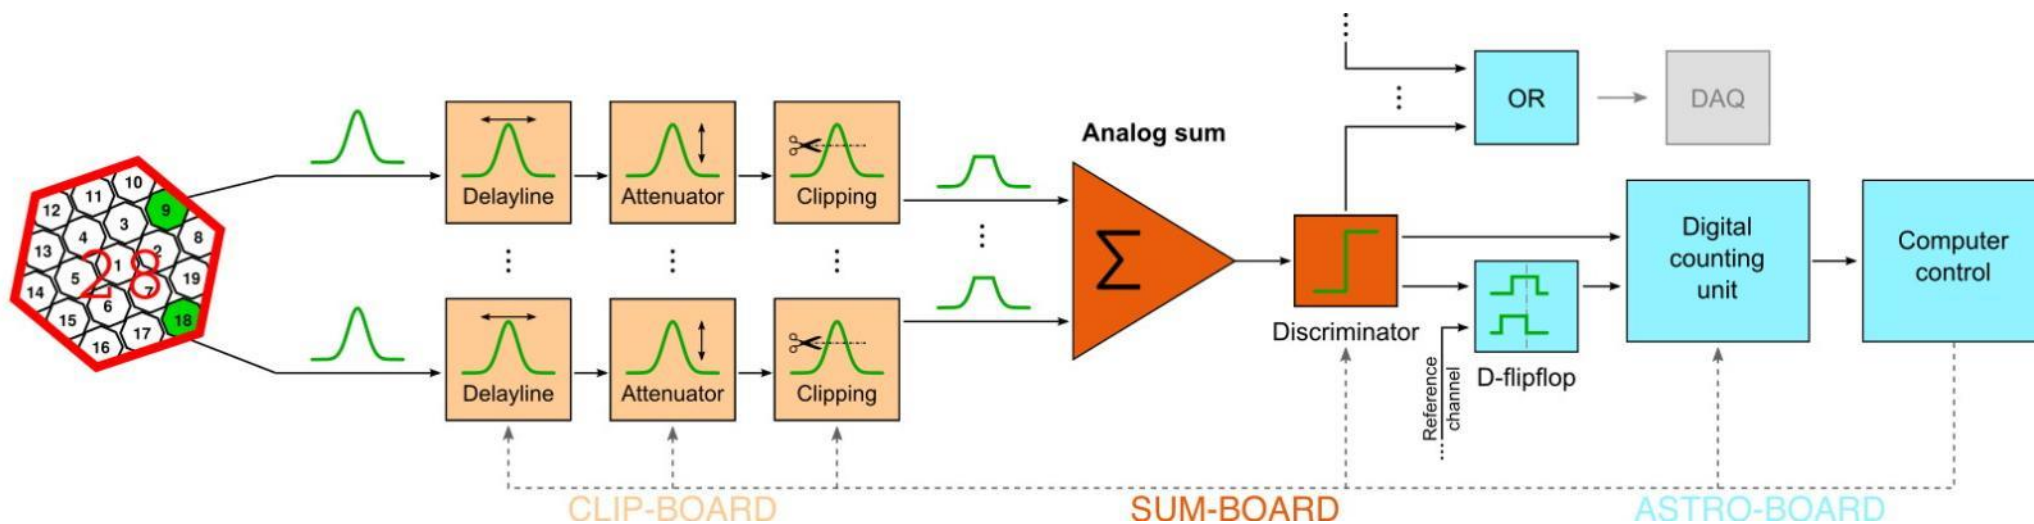 10
11
9
12
3
8
4
2
13
1
28
5
19
7
14
6
18
15
17
16
Delayline
Attenuator
Clipping
Delayline
Attenuator
Clipping
Analog sum
Σ
Discriminator
OR
DAQ
Digital
counting
unit
Computer
control
D-flipflop
Reference
channel
CLIP-BOARD
SUM-BOARD
ASTRO-BOARD